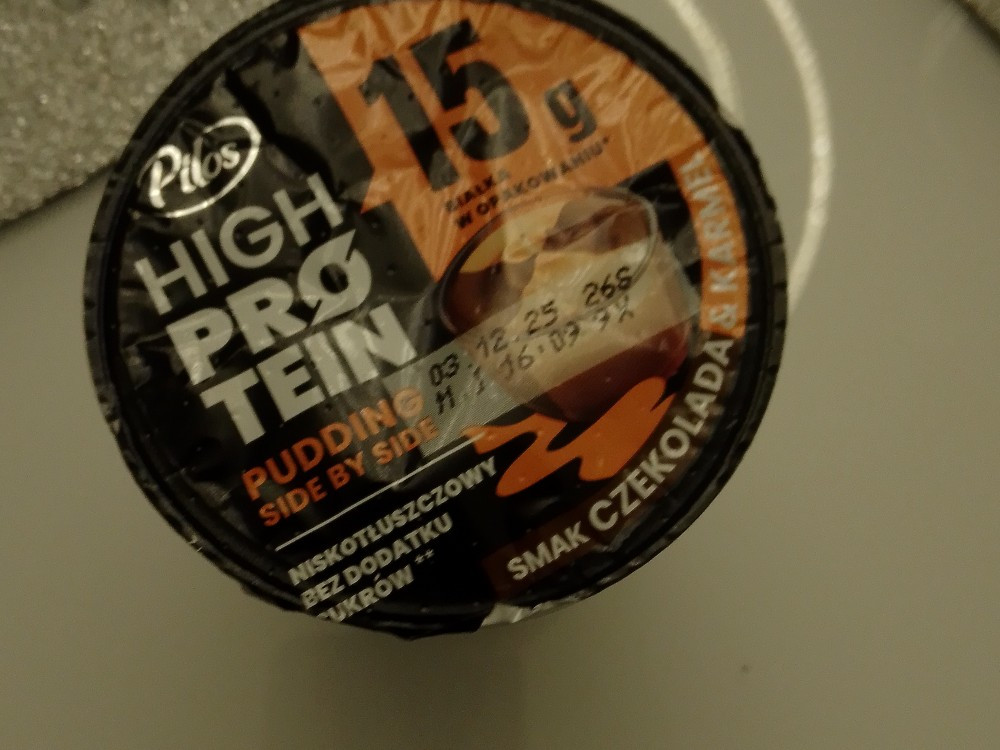 Pilos
HIGH
PRO
TEIN
PUDDING
SIDE BY SIDE
NISKOTŁUSZCZOWY
BEZ DODATKU
CUKRÓW**
15 g
BIAŁKA
W OPAKOWANIU*
03.12.25 268
SMAK CZEKOLADA & KARMEL